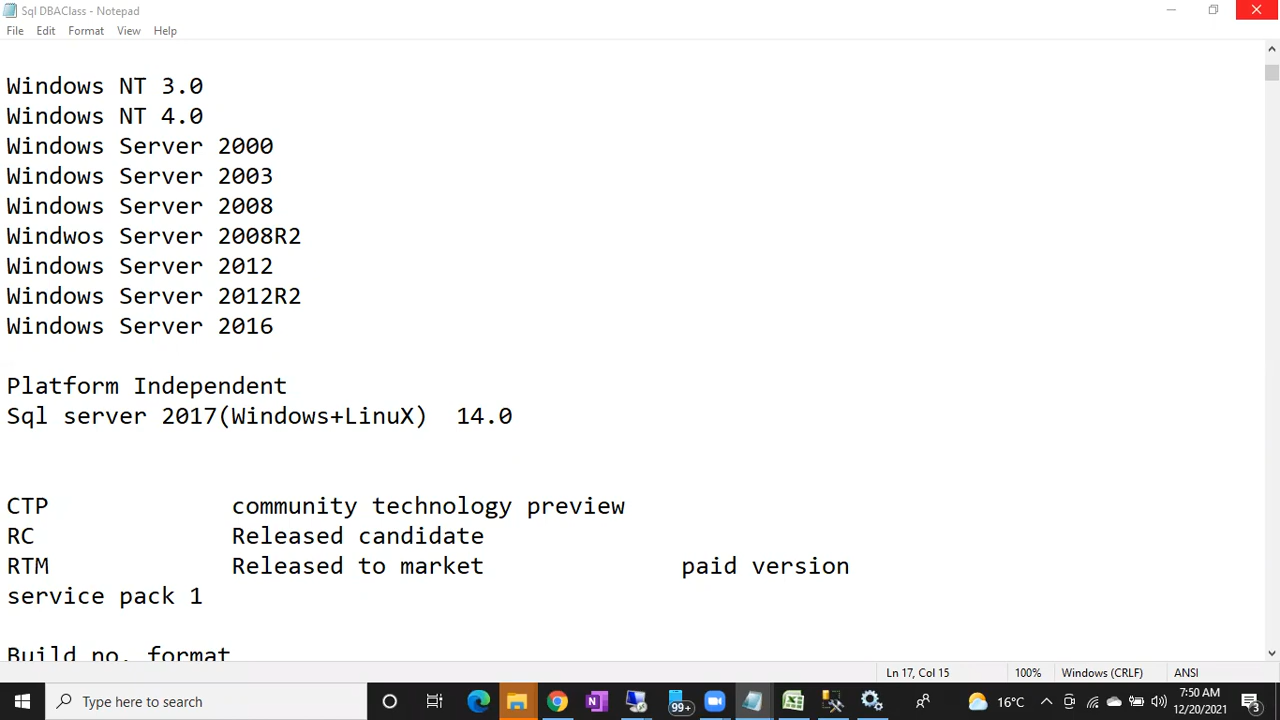 Sql DBAClass - Notepad
File Edit Format View Help
Windows NT 3.0
Windows NT 4.0
Windows Server 2000
Windows Server 2003
Windows Server 2008
Windwos Server 2008R2
Windows Server 2012
Windows Server 2012R2
Windows Server 2016
Platform Independent
Sql server 2017(Windows+LinuX) 14.0
CTP community technology preview
RC Released candidate
RTM Released to market paid version
service pack 1
Build no. format
Ln 17, Col 15 100% Windows (CRLF) ANSI
Type here to search 99+ 16°C 7:50 AM
12/20/2021 3